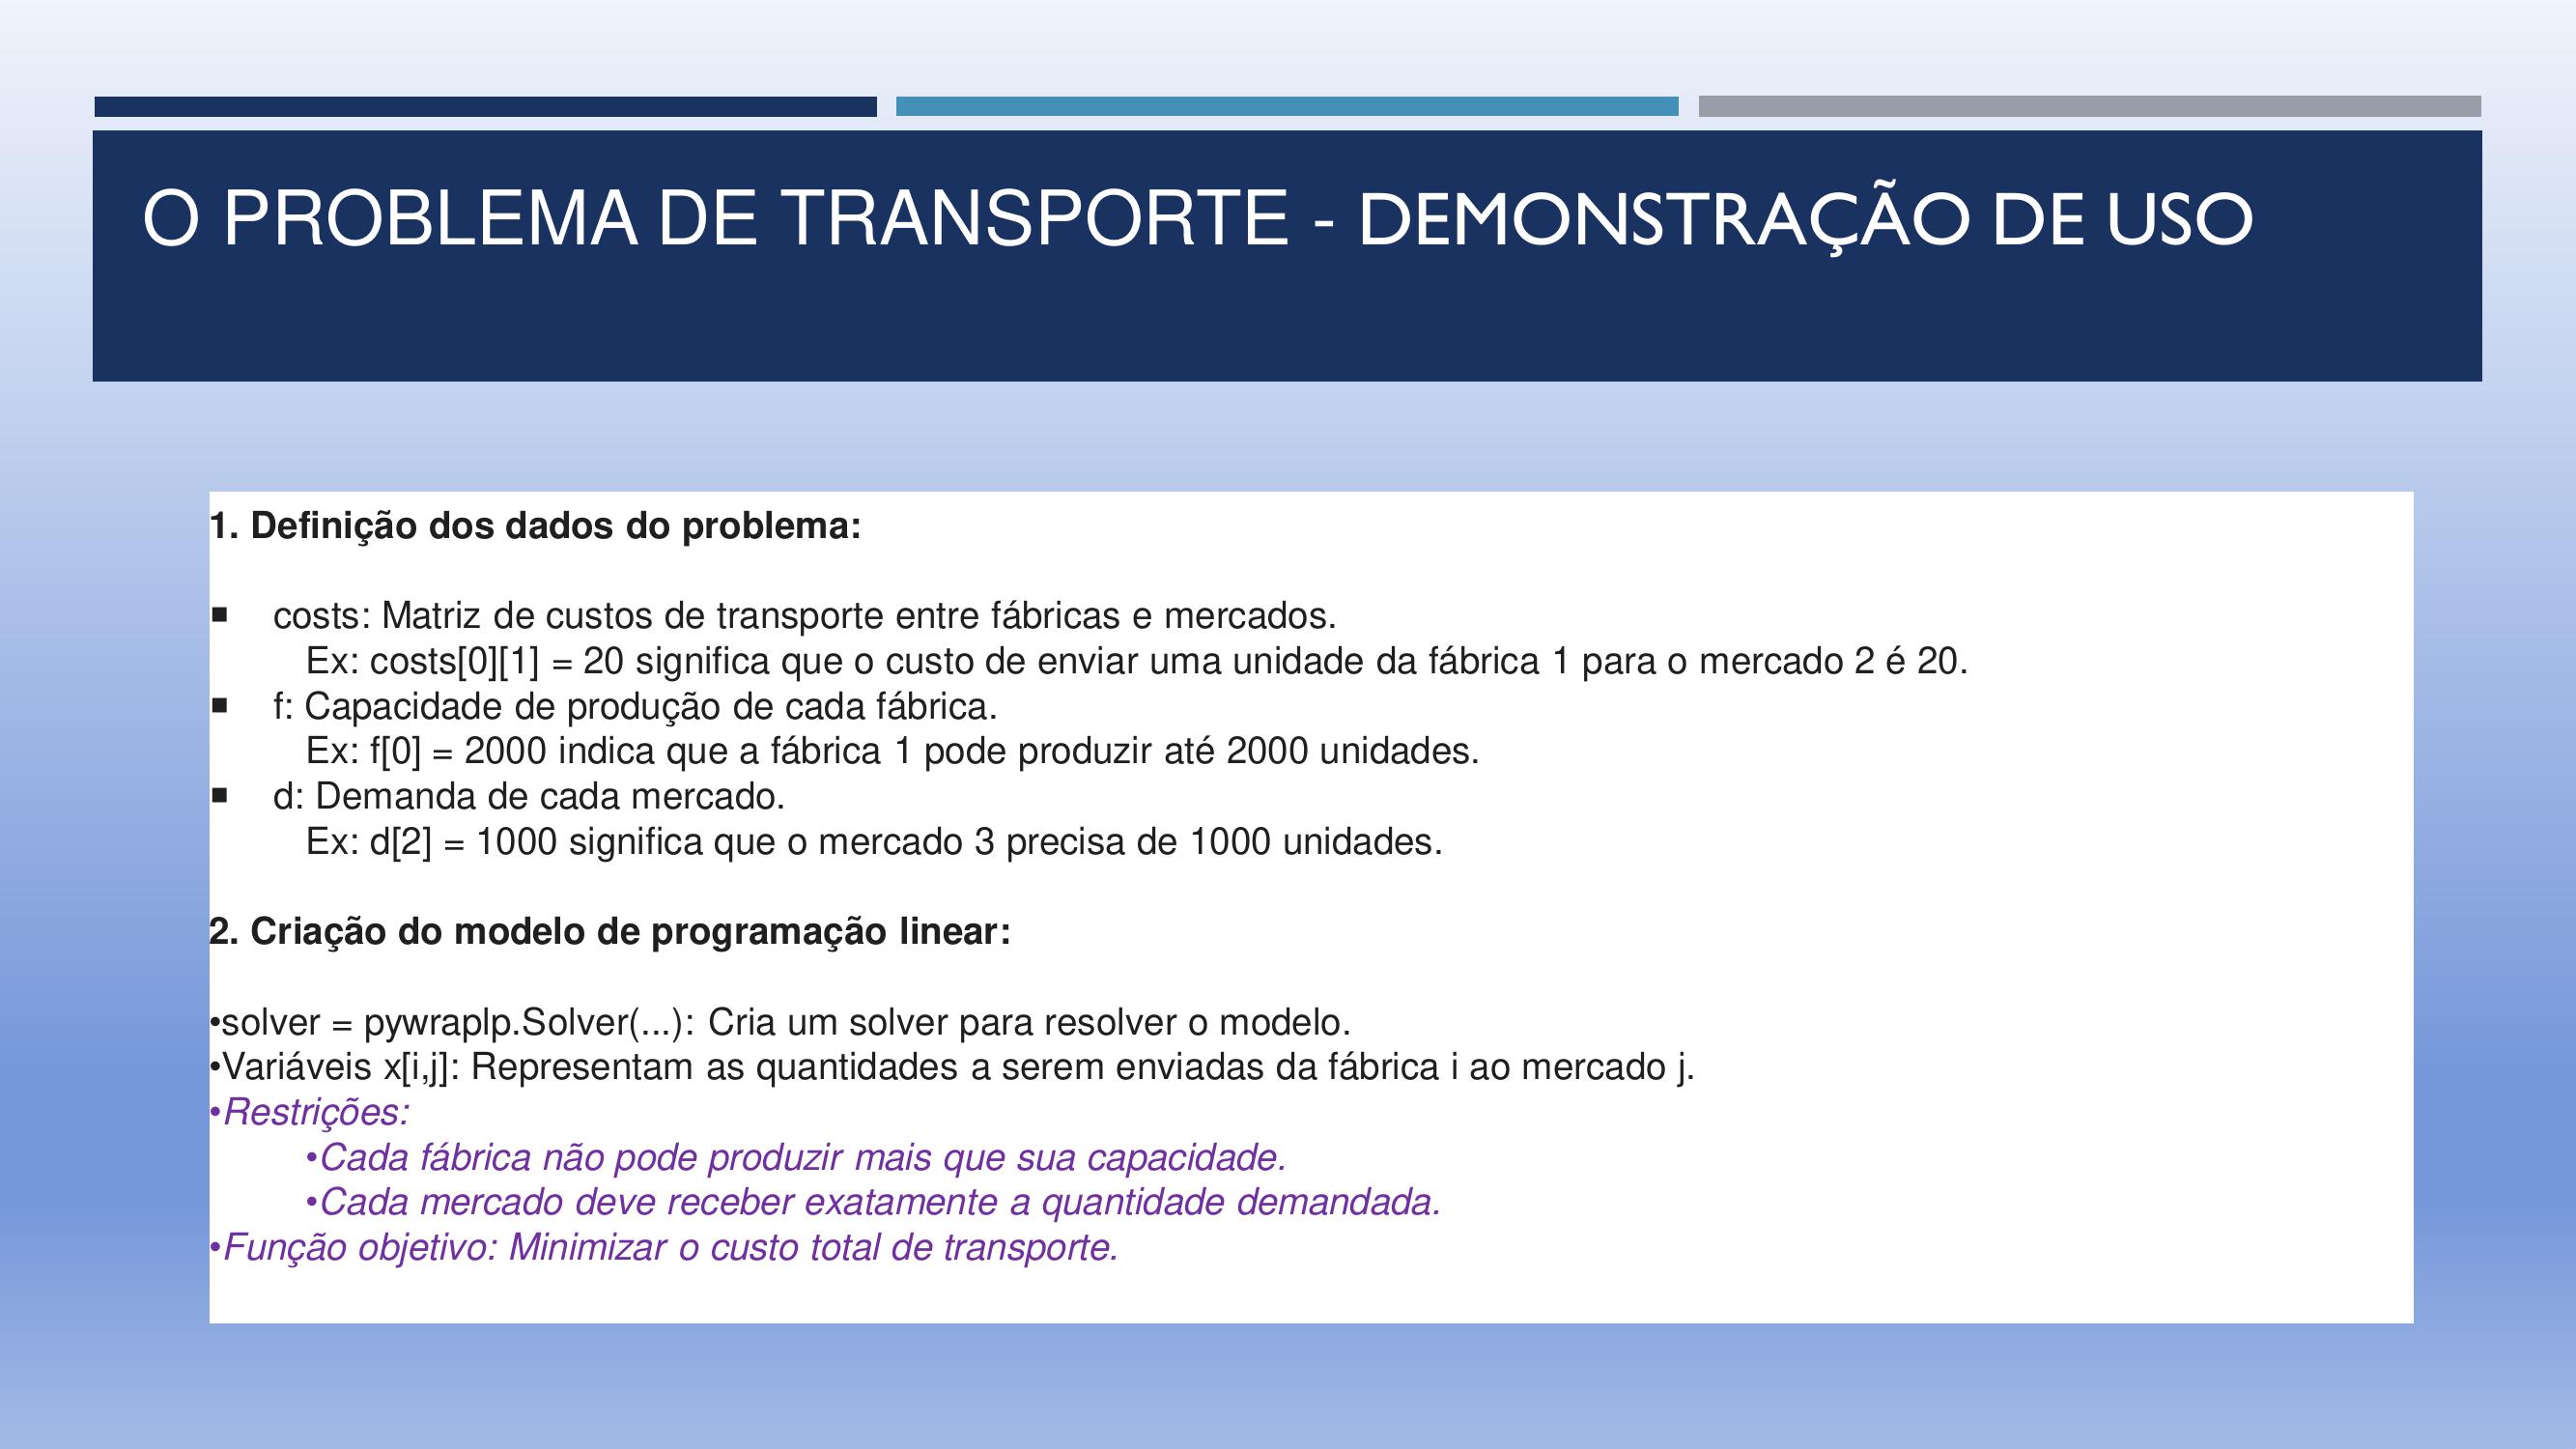 O PROBLEMA DE TRANSPORTE - DEMONSTRAÇÃO DE USO
1. Definição dos dados do problema:
▪ costs: Matriz de custos de transporte entre fábricas e mercados.
Ex: costs[0][1] = 20 significa que o custo de enviar uma unidade da fábrica 1 para o mercado 2 é 20.
▪ f: Capacidade de produção de cada fábrica.
Ex: f[0] = 2000 indica que a fábrica 1 pode produzir até 2000 unidades.
▪ d: Demanda de cada mercado.
Ex: d[2] = 1000 significa que o mercado 3 precisa de 1000 unidades.
2. Criação do modelo de programação linear:
•solver = pywraplp.Solver(...): Cria um solver para resolver o modelo.
•Variáveis x[i,j]: Representam as quantidades a serem enviadas da fábrica i ao mercado j.
•Restrições:
•Cada fábrica não pode produzir mais que sua capacidade.
•Cada mercado deve receber exatamente a quantidade demandada.
•Função objetivo: Minimizar o custo total de transporte.